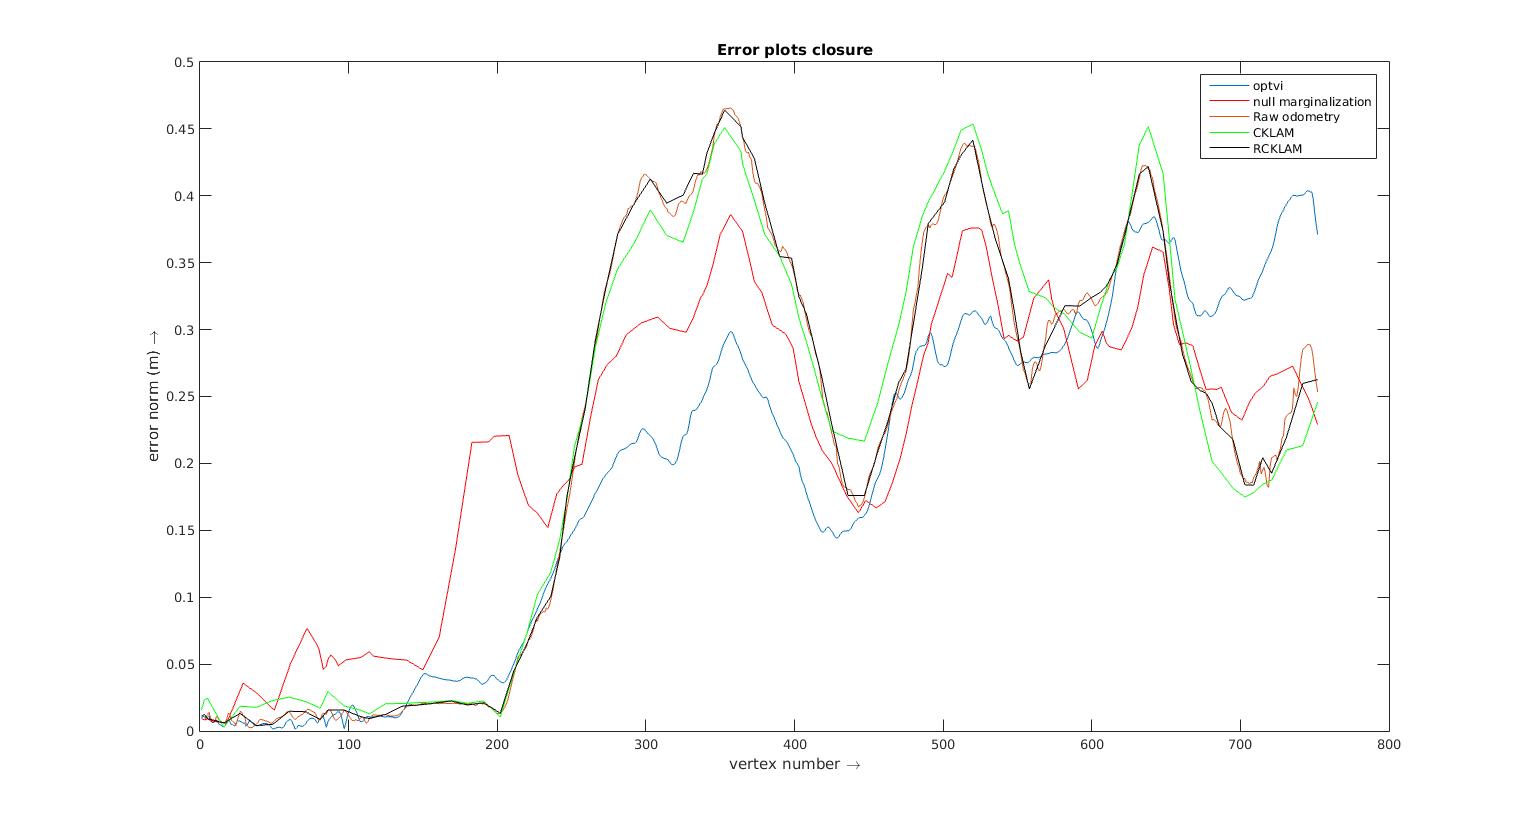 Error plots closure
optvi
null marginalization
Raw odometry
CKLAM
RCKLAM
0.5
0.45
0.4
0.35
0.3
0.25
0.2
0.15
0.1
0.05
0
error norm (m) →
0 100 200 300 400 500 600 700 800
vertex number →